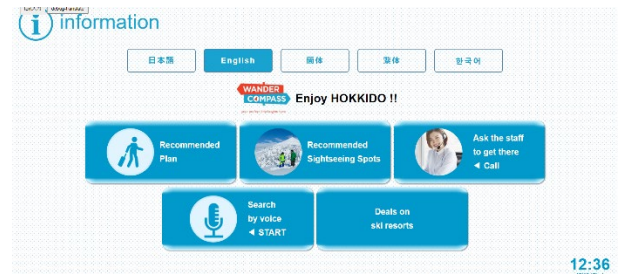 information
日本語
English
简体
繁体
한국어
WANDER
COMPASS
Enjoy HOKKIDO !!
Recommended
Plan
Recommended
Sightseeing Spots
Ask the staff
to get there
◀ Call
Search
by voice
◀ START
Deals on
ski resorts
12:36